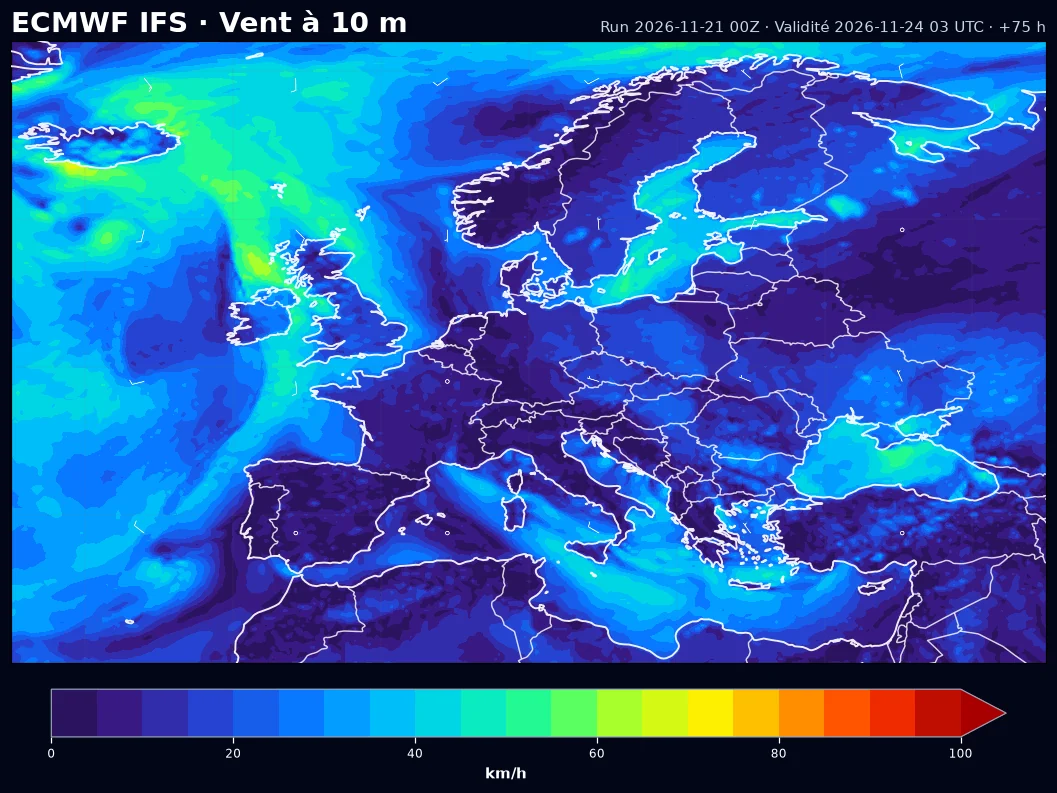 ECMWF IFS · Vent à 10 m
Run 2026-11-21 00Z · Validité 2026-11-24 03 UTC · +75 h
0 20 40 60 80 100
km/h